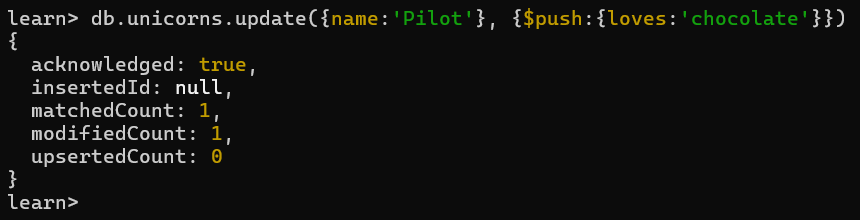 learn> db.unicorns.update({name:'Pilot'}, {$push:{loves:'chocolate'}})
{
  acknowledged: true,
  insertedId: null,
  matchedCount: 1,
  modifiedCount: 1,
  upsertedCount: 0
}
learn>